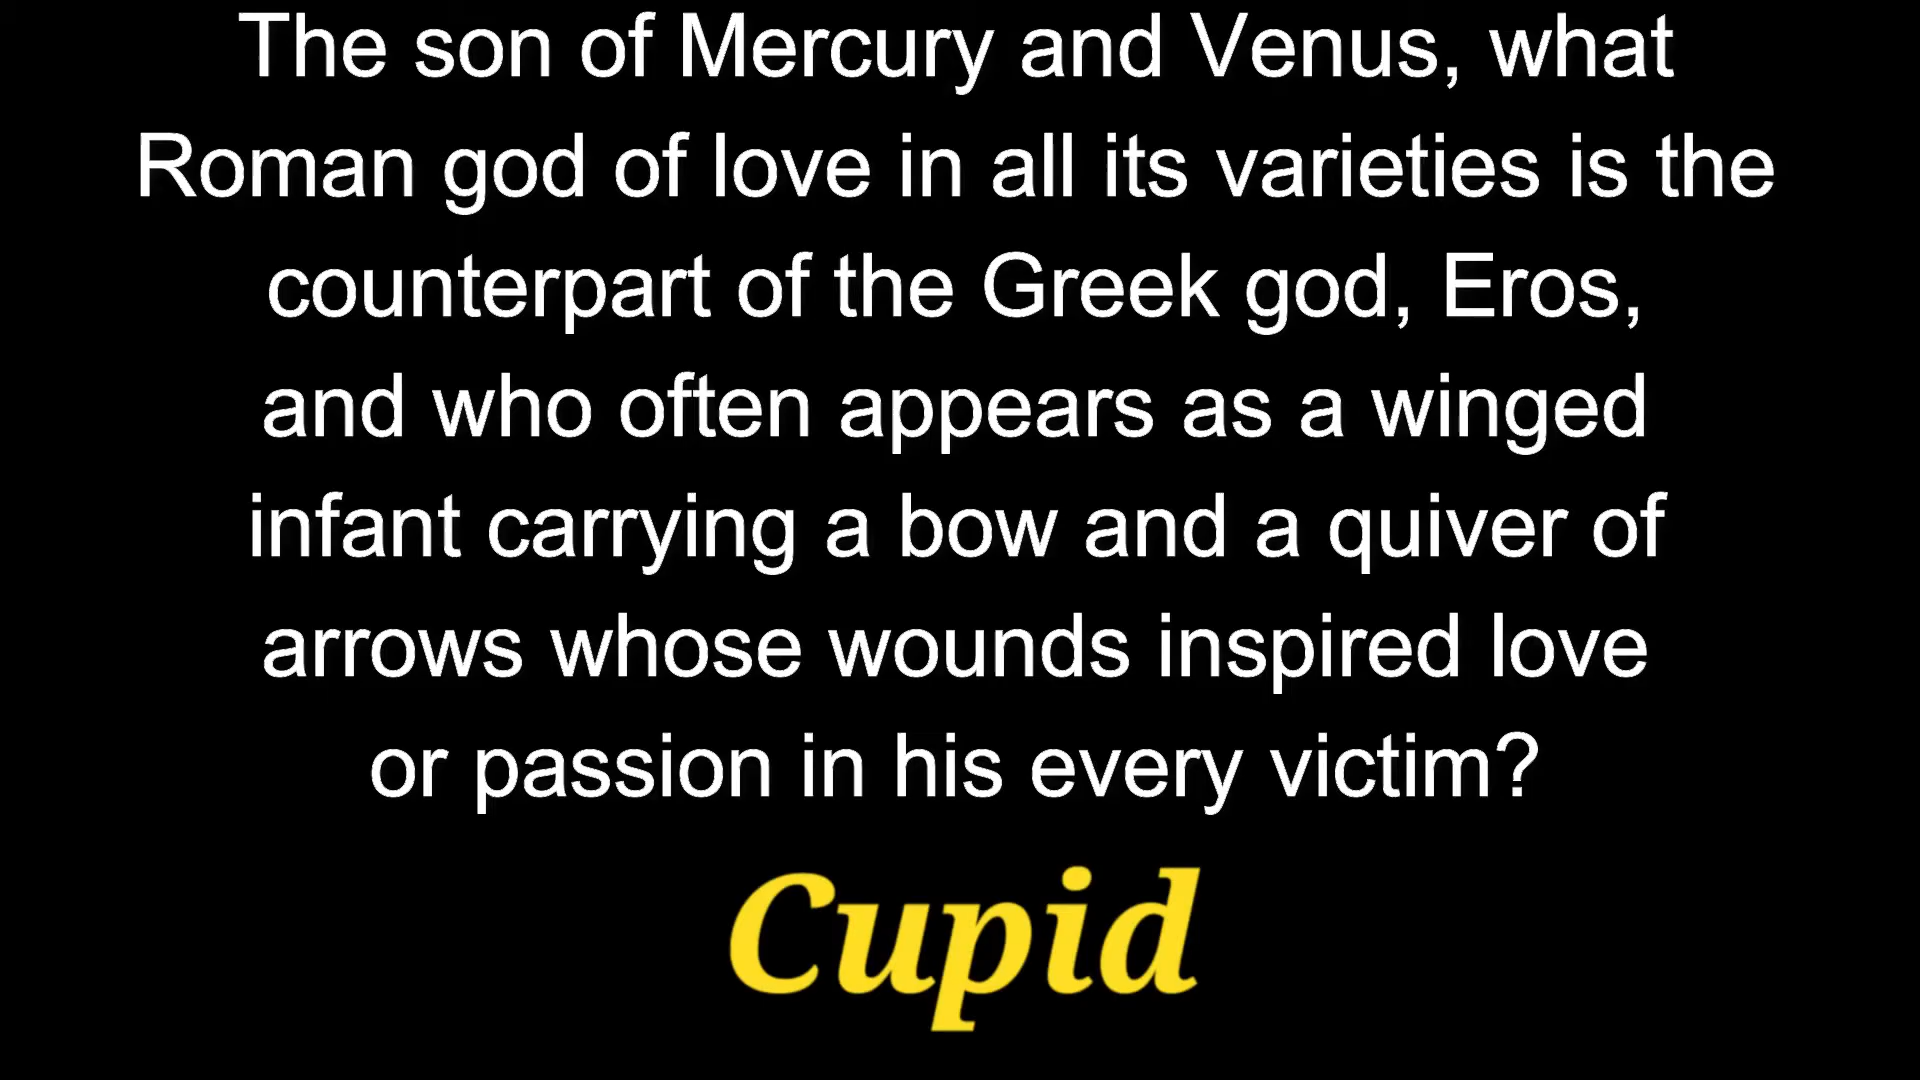 The son of Mercury and Venus, what
Roman god of love in all its varieties is the
counterpart of the Greek god, Eros,
and who often appears as a winged
infant carrying a bow and a quiver of
arrows whose wounds inspired love
or passion in his every victim?
Cupid